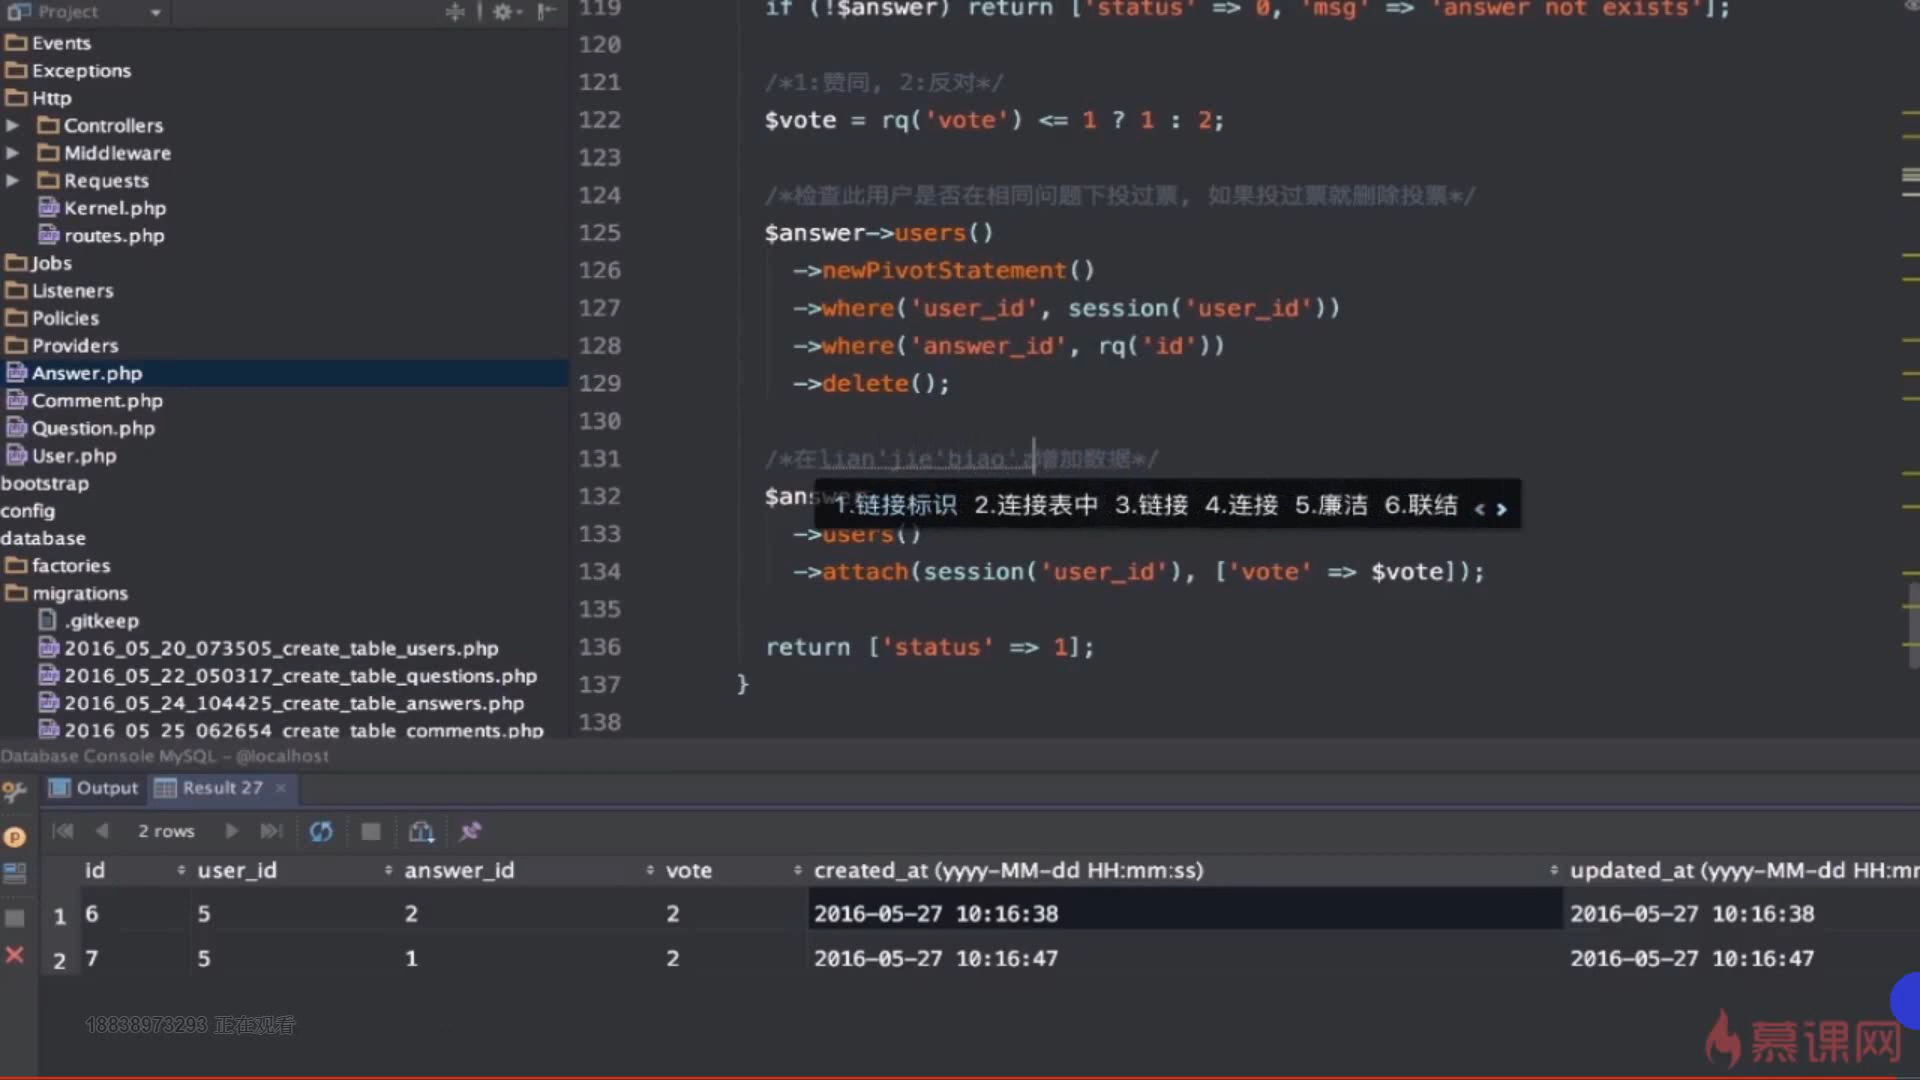 Project
Events
Exceptions
Http
Controllers
Middleware
Requests
Kernel.php
routes.php
Jobs
Listeners
Policies
Providers
Answer.php
Comment.php
Question.php
User.php
bootstrap
config
database
factories
migrations
.gitkeep
2016_05_20_073505_create_table_users.php
2016_05_22_050317_create_table_questions.php
2016_05_24_104425_create_table_answers.php
2016_05_25_062654_create_table_comments.php
119 if (!$answer) return ['status' => 0, 'msg' => 'answer not exists'];
120
121 /*1:赞同, 2:反对*/
122 $vote = rq('vote') <= 1 ? 1 : 2;
123
124 /*检查此用户是否在相同问题下投过票, 如果投过票就删除投票*/
125 $answer->users()
126 ->newPivotStatement()
127 ->where('user_id', session('user_id'))
128 ->where('answer_id', rq('id'))
129 ->delete();
130
131 /*在lian'jie'biao'z增加数据*/
1.链接标识 2.连接表中 3.链接 4.连接 5.廉洁 6.联结 < >
132 $answer
133 ->users()
134 ->attach(session('user_id'), ['vote' => $vote]);
135
136 return ['status' => 1];
137 }
138
Database Console MySQL - @localhost
Output Result 27 ×
2 rows
id user_id answer_id vote created_at (yyyy-MM-dd HH:mm:ss) updated_at (yyyy-MM-dd HH:mm
1 6 5 2 2 2016-05-27 10:16:38 2016-05-27 10:16:38
2 7 5 1 2 2016-05-27 10:16:47 2016-05-27 10:16:47
18838973293 正在观看
慕课网